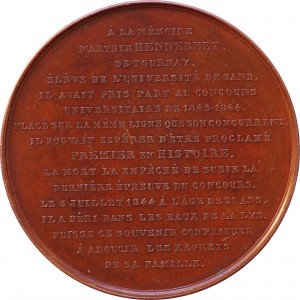 À LA MÉMOIRE
D'ARTHUR HENNEBERT,
DE TOURNAY,
ÉLÈVE DE L'UNIVERSITÉ DE GAND.
IL AVAIT PRIS PART AU CONCOURS
UNIVERSITAIRE DE 1843-1844.
PLACÉ SUR LA MÊME LIGNE QUE SON CONCURRENT,
IL POUVAIT ESPÉRER D'ÊTRE PROCLAMÉ
PREMIER EN HISTOIRE.
LA MORT L'A EMPÊCHÉ DE SUBIR LA
DERNIÈRE ÉPREUVE DU CONCOURS.
LE 5 JUILLET 1844 À L'ÂGE DE 21 ANS,
IL A PÉRI DANS LES EAUX DE LA LYS.
PUISSE CE SOUVENIR CONTRIBUER
À ADOUCIR LES REGRETS
DE SA FAMILLE.